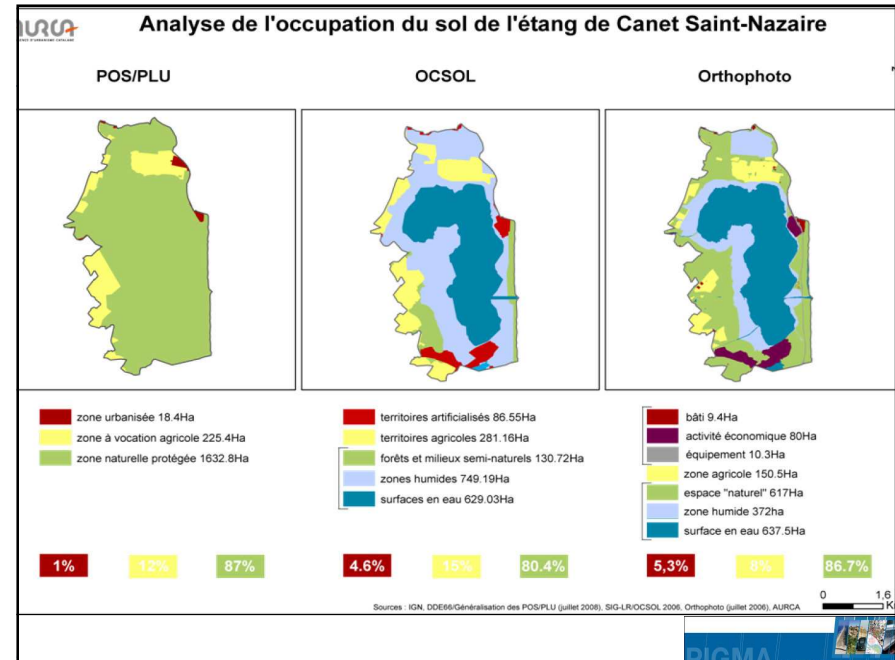 Analyse de l'occupation du sol de l'étang de Canet Saint-Nazaire
POS/PLU
OCSOL
Orthophoto
zone urbanisée 18.4Ha
zone à vocation agricole 225.4Ha
zone naturelle protégée 1632.8Ha
territoires artificialisés 86.55Ha
territoires agricoles 281.16Ha
forêts et milieux semi-naturels 130.72Ha
zones humides 749.19Ha
surfaces en eau 629.03Ha
bâti 9.4Ha
activité économique 80Ha
équipement 10.3Ha
zone agricole 150.5Ha
espace "naturel" 617Ha
zone humide 372ha
surface en eau 637.5Ha
1% 12% 87%
4.6% 15% 80.4%
5,3% 8% 86.7%
0 1,6
Sources : IGN, DDE66/Généralisation des POS/PLU (juillet 2008), SIG-LR/OCSOL 2006, Orthophoto (juillet 2006), AURCA
PIGMA